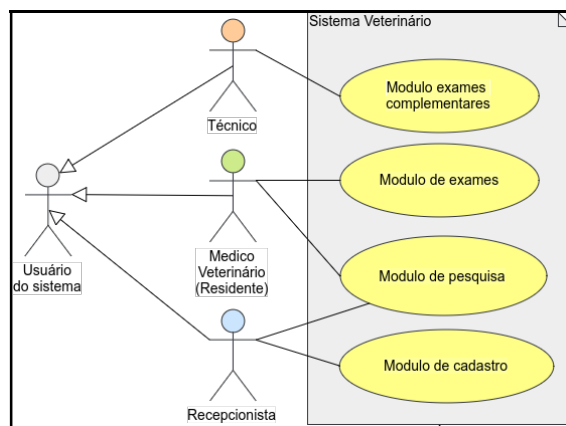 Sistema Veterinário
Modulo exames
complementares
Técnico
Modulo de exames
Usuário
do sistema
Medico
Veterinário
(Residente)
Modulo de pesquisa
Modulo de cadastro
Recepcionista